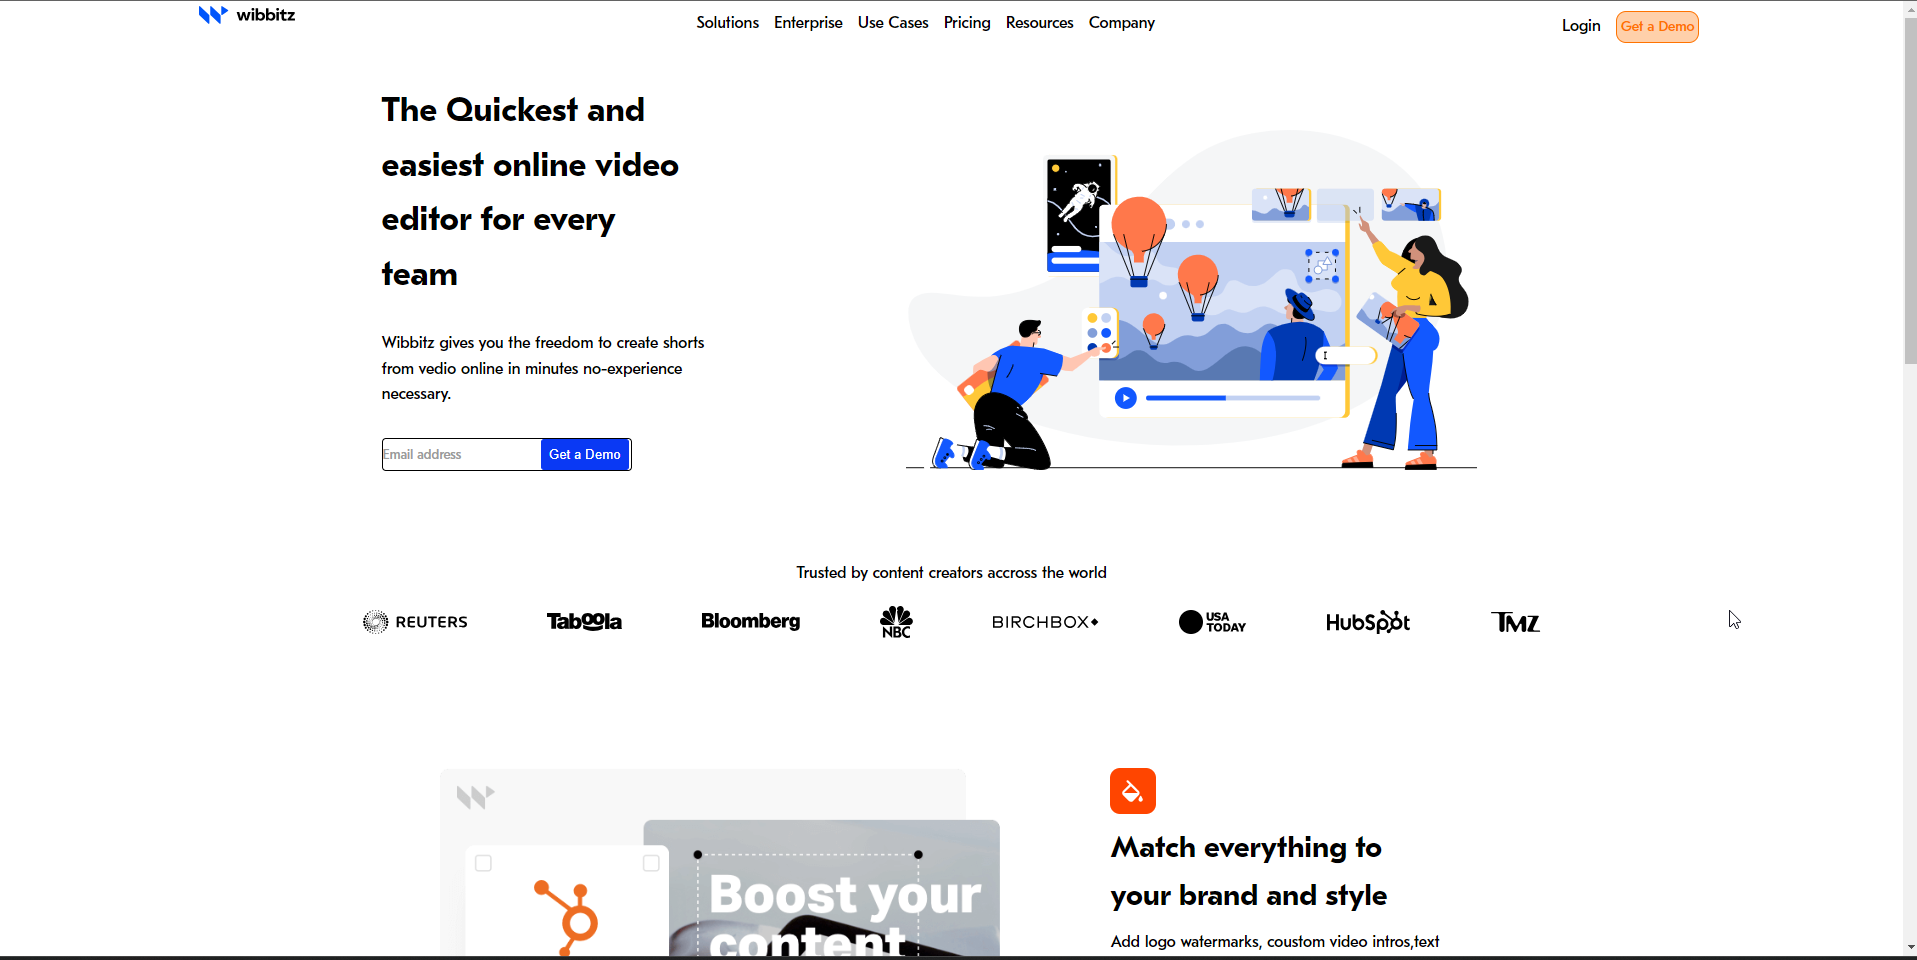 wibbitz
Solutions Enterprise Use Cases Pricing Resources Company
Login Get a Demo
The Quickest and
easiest online video
editor for every
team
Wibbitz gives you the freedom to create shorts
from vedio online in minutes no-experience
necessary.
Email address Get a Demo
Trusted by content creators accross the world
REUTERS Taboola Bloomberg NBC BIRCHBOX USA TODAY HubSpot TMZ
Boost your
content
Match everything to
your brand and style
Add logo watermarks, coustom video intros,text